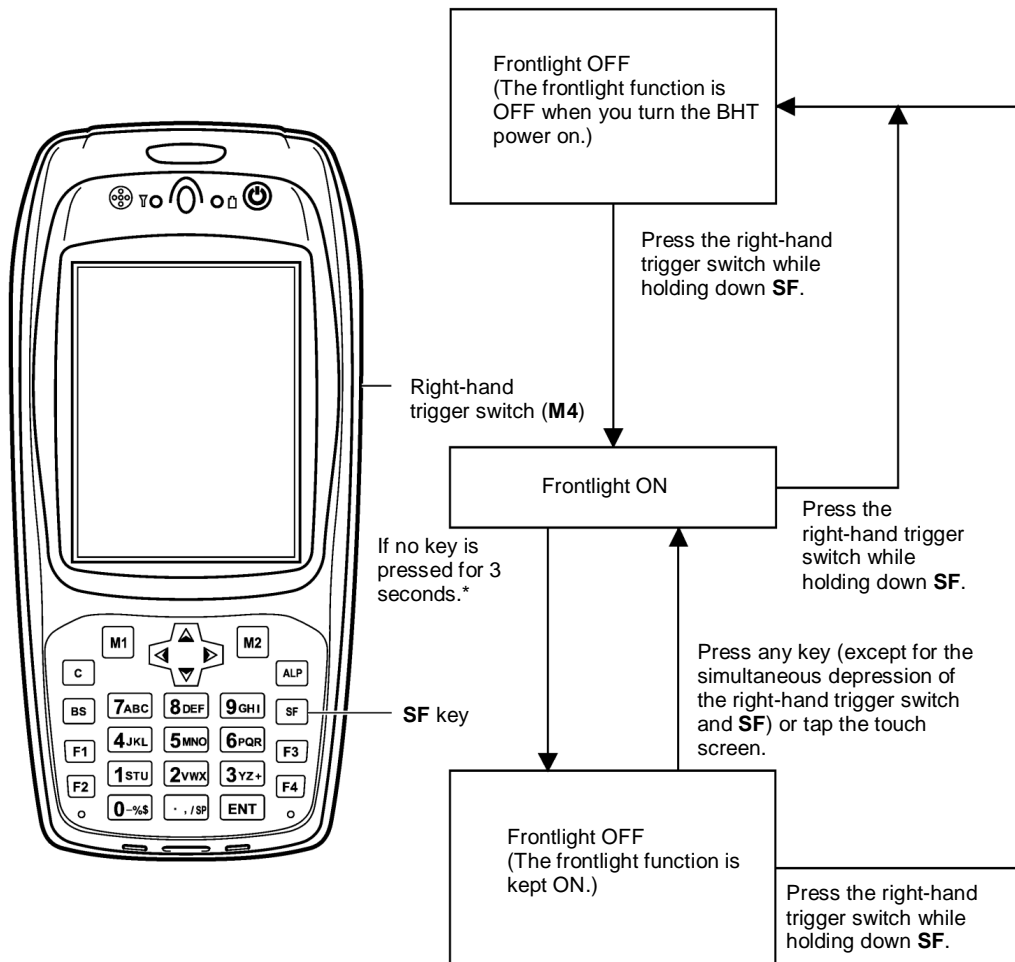 Frontlight OFF
(The frontlight function is
OFF when you turn the BHT
power on.)
Press the right-hand
trigger switch while
holding down SF.
Right-hand
trigger switch (M4)
Frontlight ON
Press the
right-hand trigger
switch while
holding down SF.
If no key is
pressed for 3
seconds.*
Press any key (except for the
simultaneous depression of
the right-hand trigger switch
and SF) or tap the touch
screen.
M1 M2
C ALP
BS 7ABC 8DEF 9GHI SF
SF key
F1 4JKL 5MNO 6PQR F3
F2 1STU 2VWX 3YZ+ F4
0-%$ ·,/SP ENT
Frontlight OFF
(The frontlight function is
kept ON.)
Press the right-hand
trigger switch while
holding down SF.